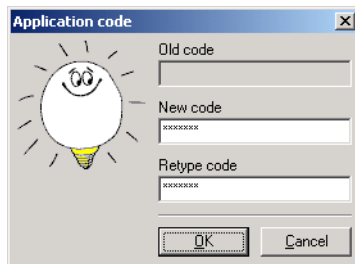 Application code
Old code
New code
xxxxxxx
Retype code
xxxxxxx
OK
Cancel